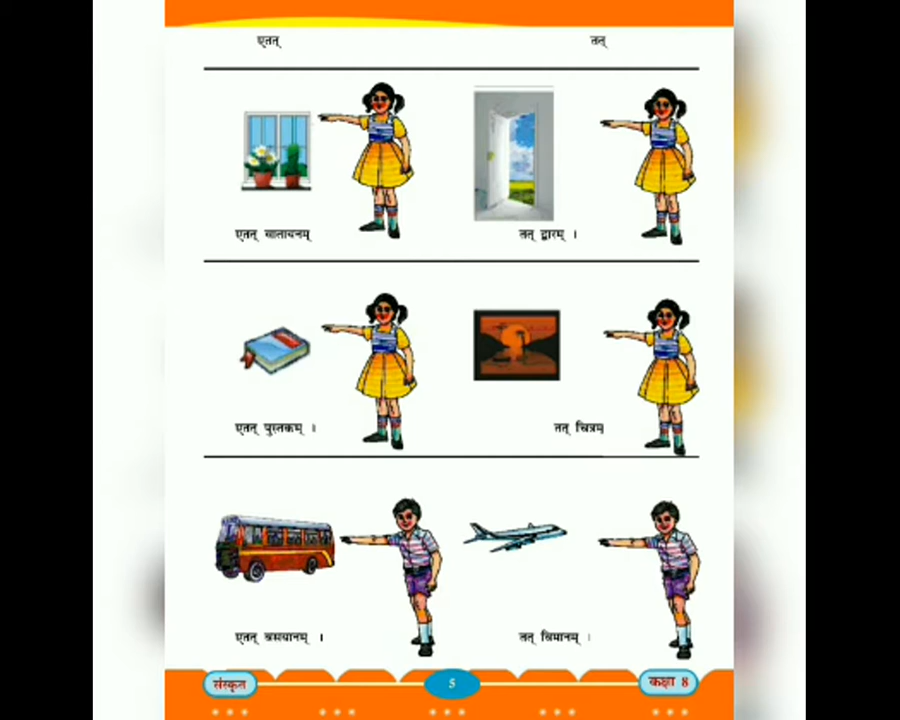 एतत् तत्
एतत् वातायनम् तत् द्वारम् ।
एतत् पुस्तकम् । तत् चित्रम्
एतत् बसयानम् । तत् विमानम् ।
संस्कृत 5 कक्षा 8